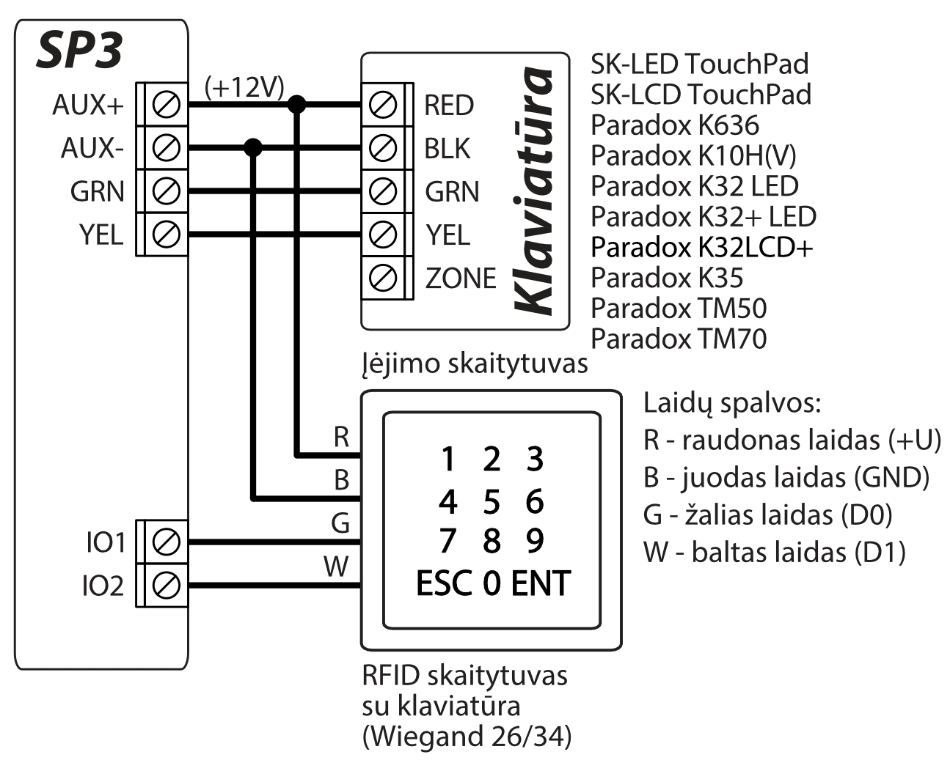 SP3
(+12V)
AUX+
AUX-
GRN
YEL
RED
BLK
GRN
YEL
ZONE
Klaviatūra
SK-LED TouchPad
SK-LCD TouchPad
Paradox K636
Paradox K10H(V)
Paradox K32 LED
Paradox K32+ LED
Paradox K32LCD+
Paradox K35
Paradox TM50
Paradox TM70
Įėjimo skaitytuvas
R
B
G
W
IO1
IO2
1 2 3
4 5 6
7 8 9
ESC 0 ENT
Laidų spalvos:
R - raudonas laidas (+U)
B - juodas laidas (GND)
G - žalias laidas (D0)
W - baltas laidas (D1)
RFID skaitytuvas
su klaviatūra
(Wiegand 26/34)